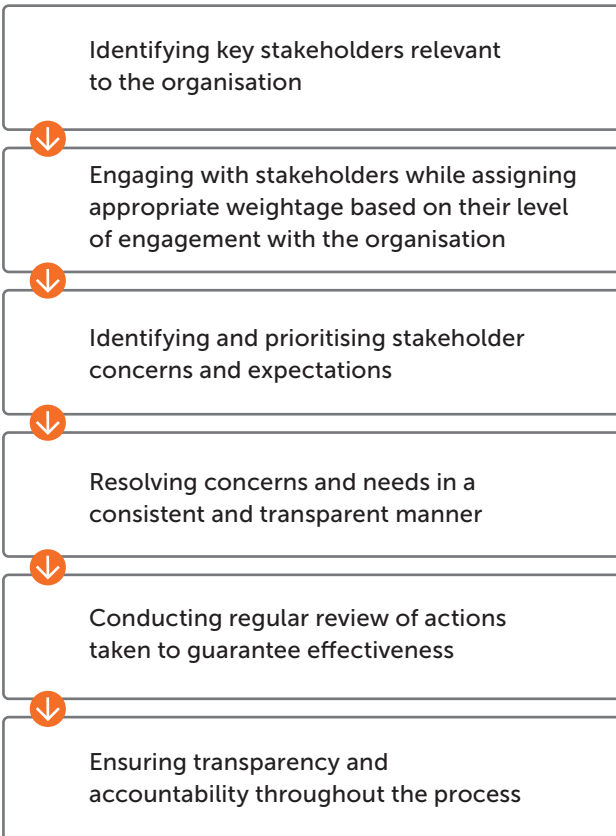 Identifying key stakeholders relevant
to the organisation
Engaging with stakeholders while assigning
appropriate weightage based on their level
of engagement with the organisation
Identifying and prioritising stakeholder
concerns and expectations
Resolving concerns and needs in a
consistent and transparent manner
Conducting regular review of actions
taken to guarantee effectiveness
Ensuring transparency and
accountability throughout the process